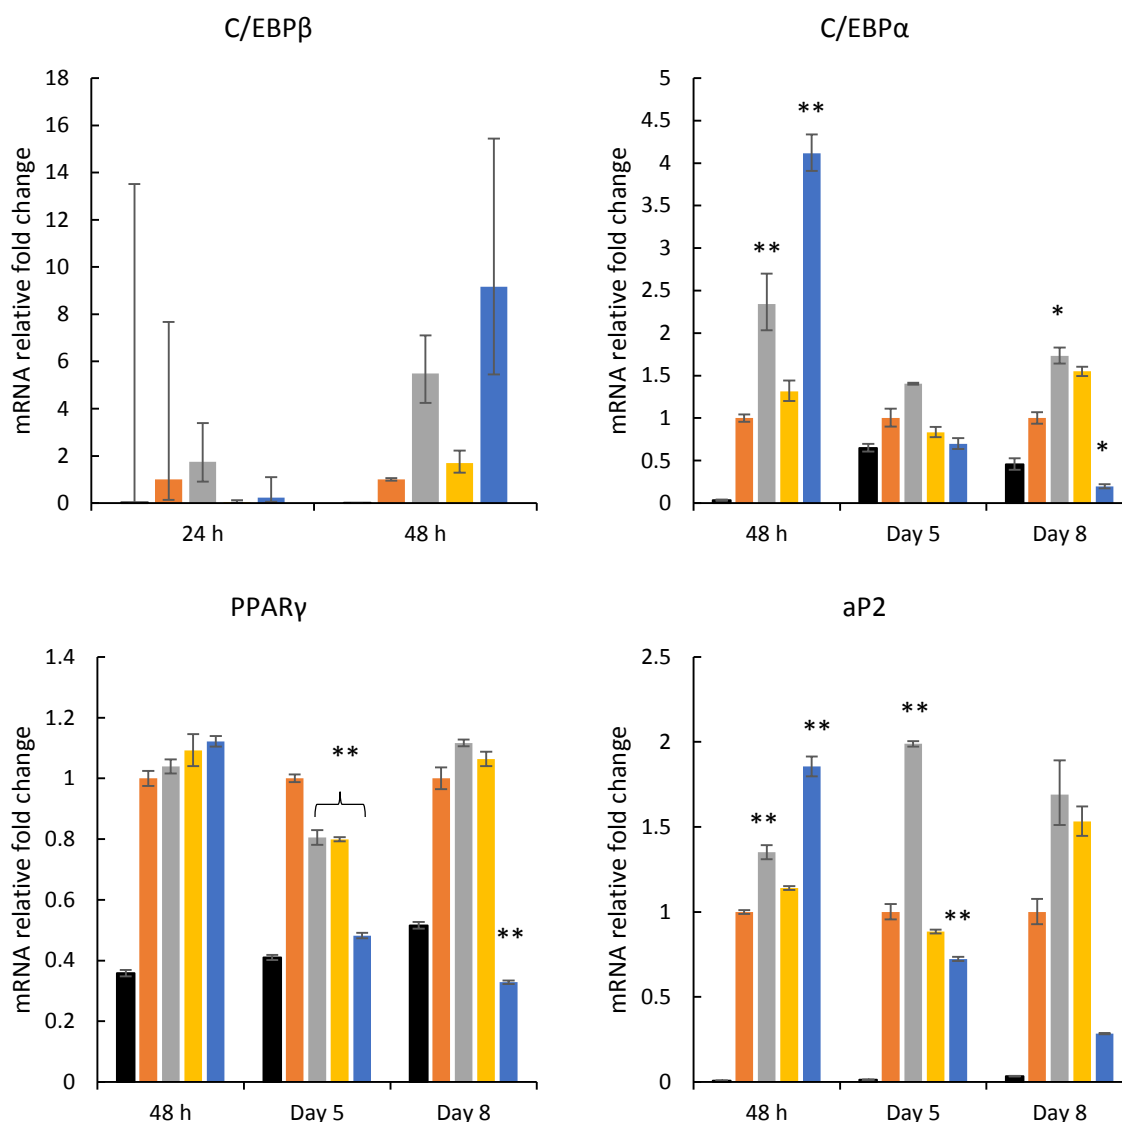 C/EBPβ
mRNA relative fold change
18
16
14
12
10
8
6
4
2
0
24 h
48 h
C/EBPα
mRNA relative fold change
5
4.5
4
3.5
3
2.5
2
1.5
1
0.5
0
**
**
*
*
48 h
Day 5
Day 8
PPARγ
mRNA relative fold change
1.4
1.2
1
0.8
0.6
0.4
0.2
0
**
**
48 h
Day 5
Day 8
aP2
mRNA relative fold change
2.5
2
1.5
1
0.5
0
**
**
**
**
48 h
Day 5
Day 8